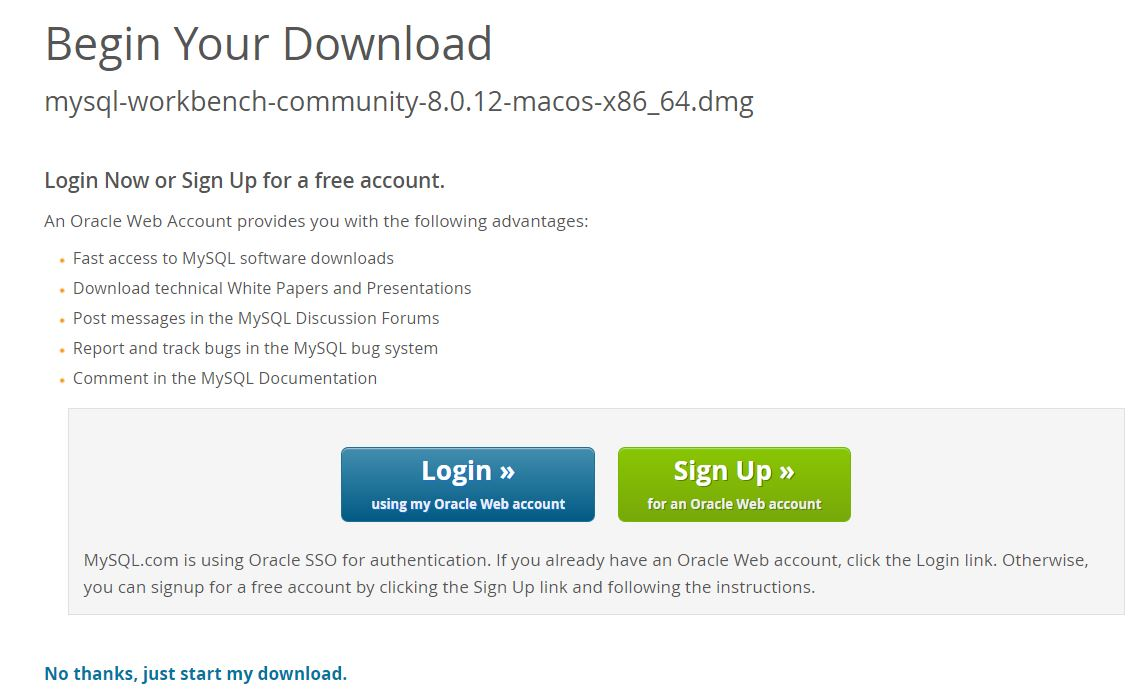 Begin Your Download
mysql-workbench-community-8.0.12-macos-x86_64.dmg
Login Now or Sign Up for a free account.
An Oracle Web Account provides you with the following advantages:
Fast access to MySQL software downloads
Download technical White Papers and Presentations
Post messages in the MySQL Discussion Forums
Report and track bugs in the MySQL bug system
Comment in the MySQL Documentation
Login »
using my Oracle Web account
Sign Up »
for an Oracle Web account
MySQL.com is using Oracle SSO for authentication. If you already have an Oracle Web account, click the Login link. Otherwise,
you can signup for a free account by clicking the Sign Up link and following the instructions.
No thanks, just start my download.